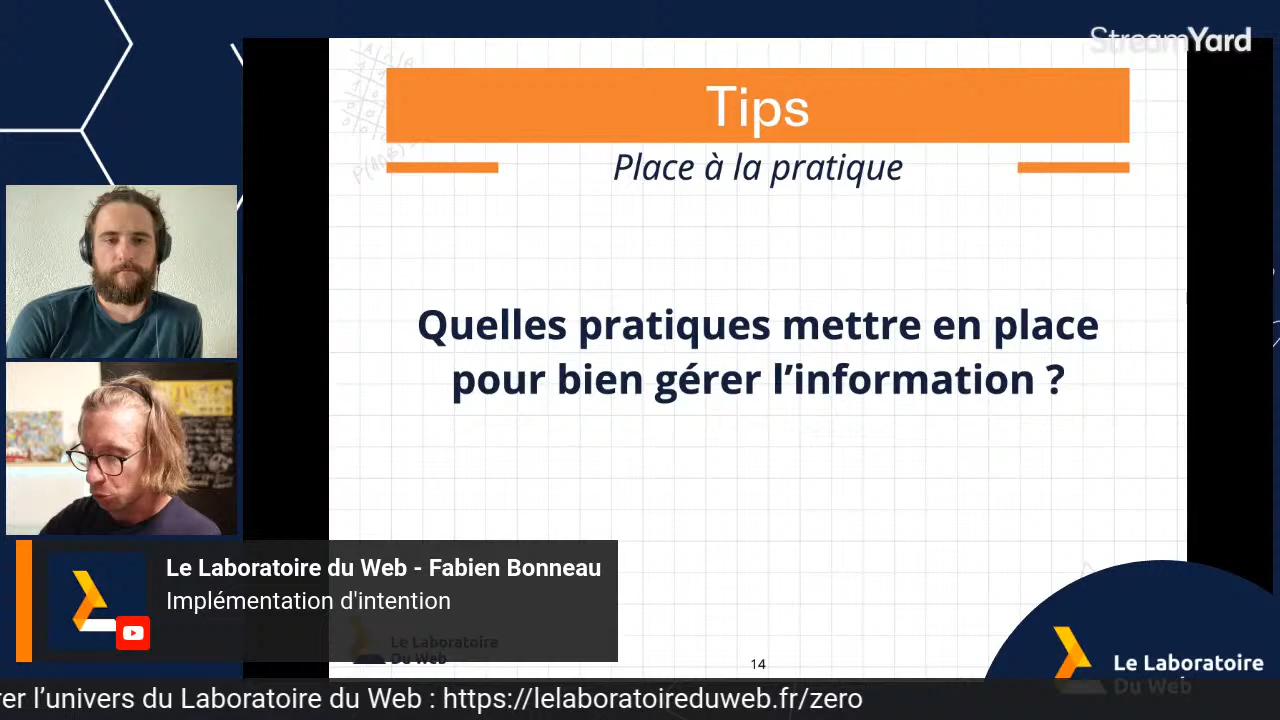 StreamYard
Tips
Place à la pratique
Quelles pratiques mettre en place
pour bien gérer l’information ?
Le Laboratoire du Web - Fabien Bonneau
Implémentation d'intention
Le Laboratoire
Du Web
14
Le Laboratoire
Du Web
l’univers du Laboratoire du Web : https://lelaboratoireduweb.fr/zero